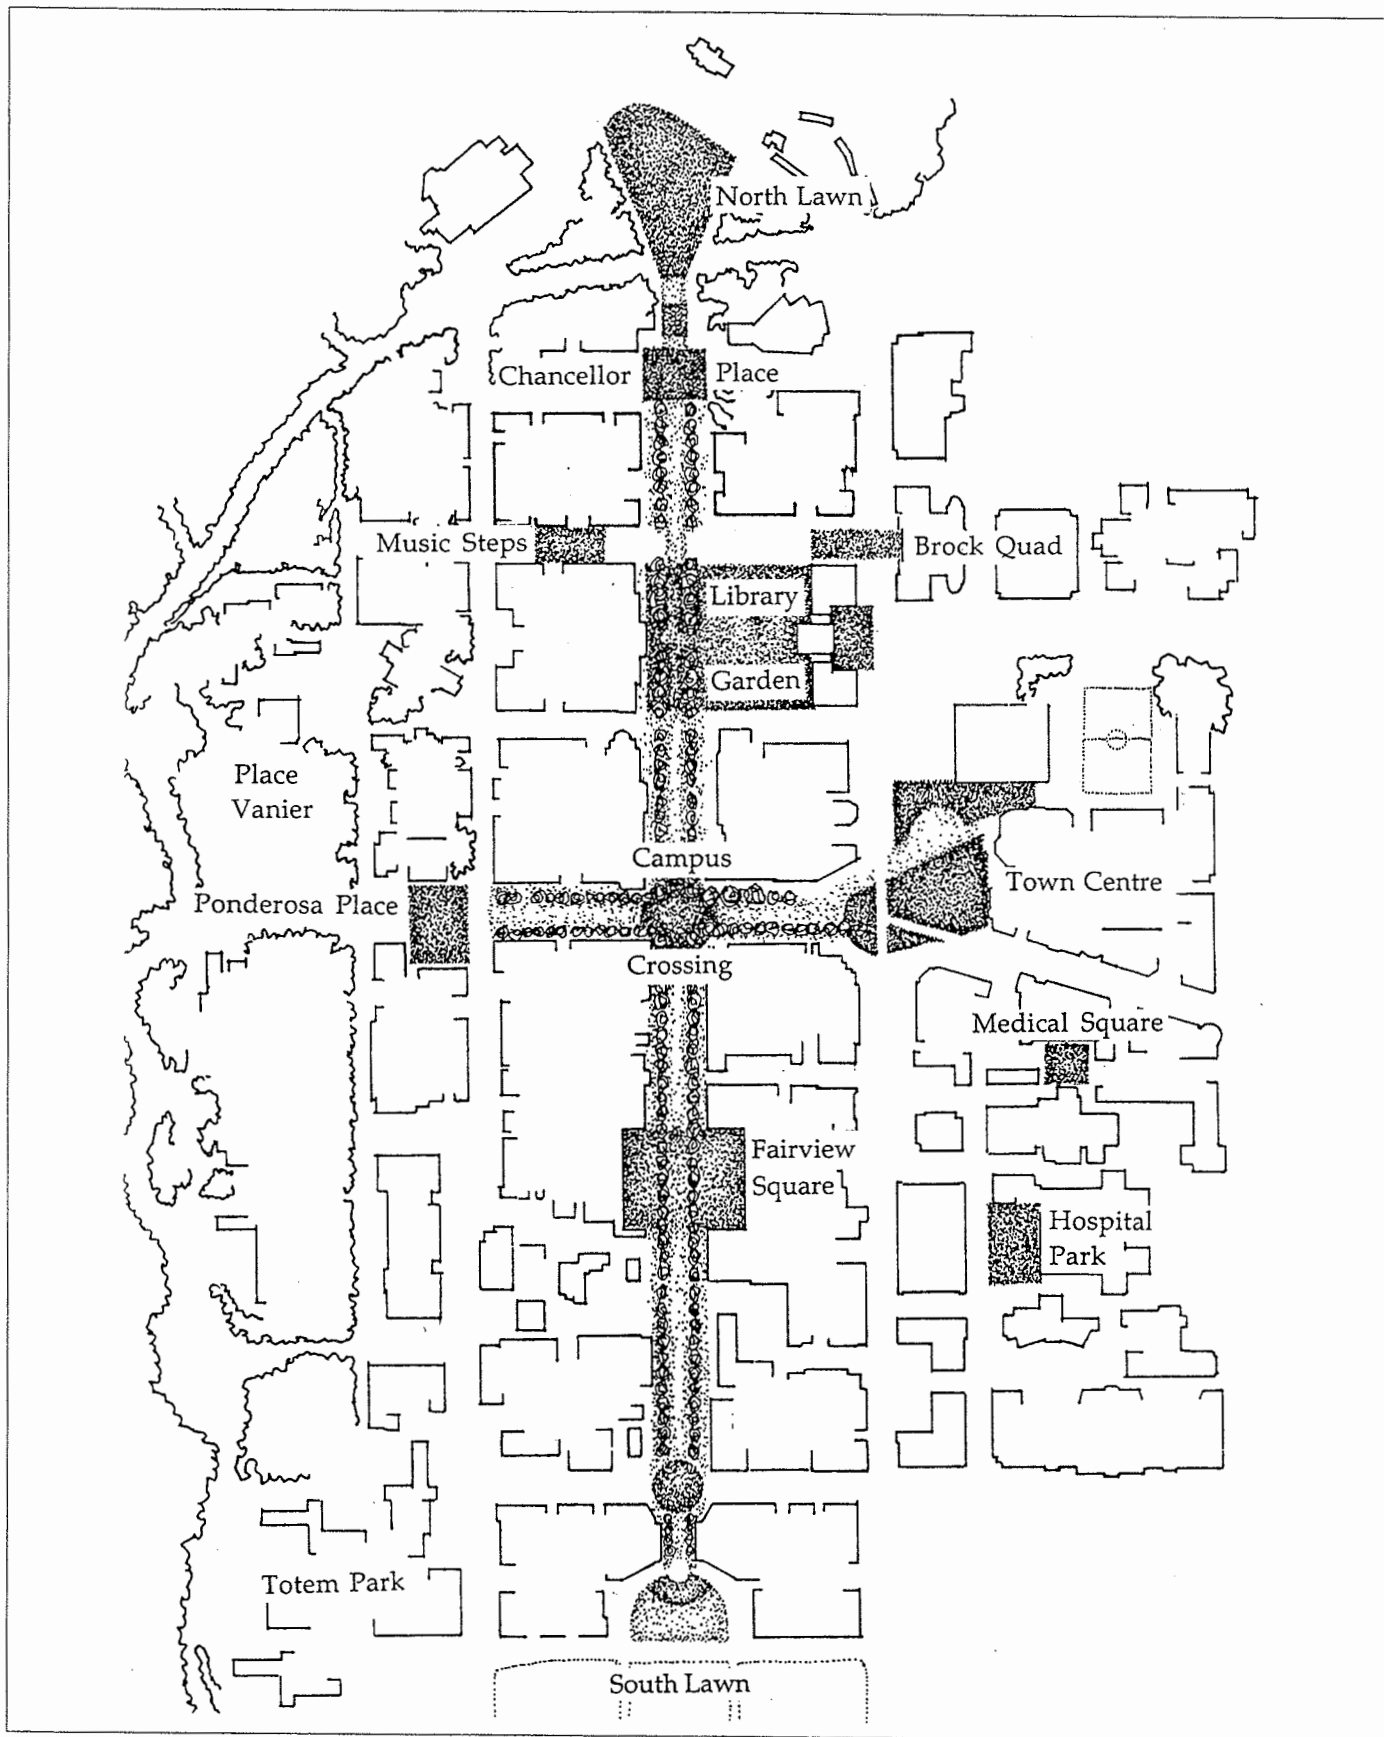 North Lawn
Chancellor Place
Music Steps
Brock Quad
Library
Garden
Place
Vanier
Campus
Town Centre
Ponderosa Place
Crossing
Medical Square
Fairview
Square
Hospital
Park
Totem Park
South Lawn